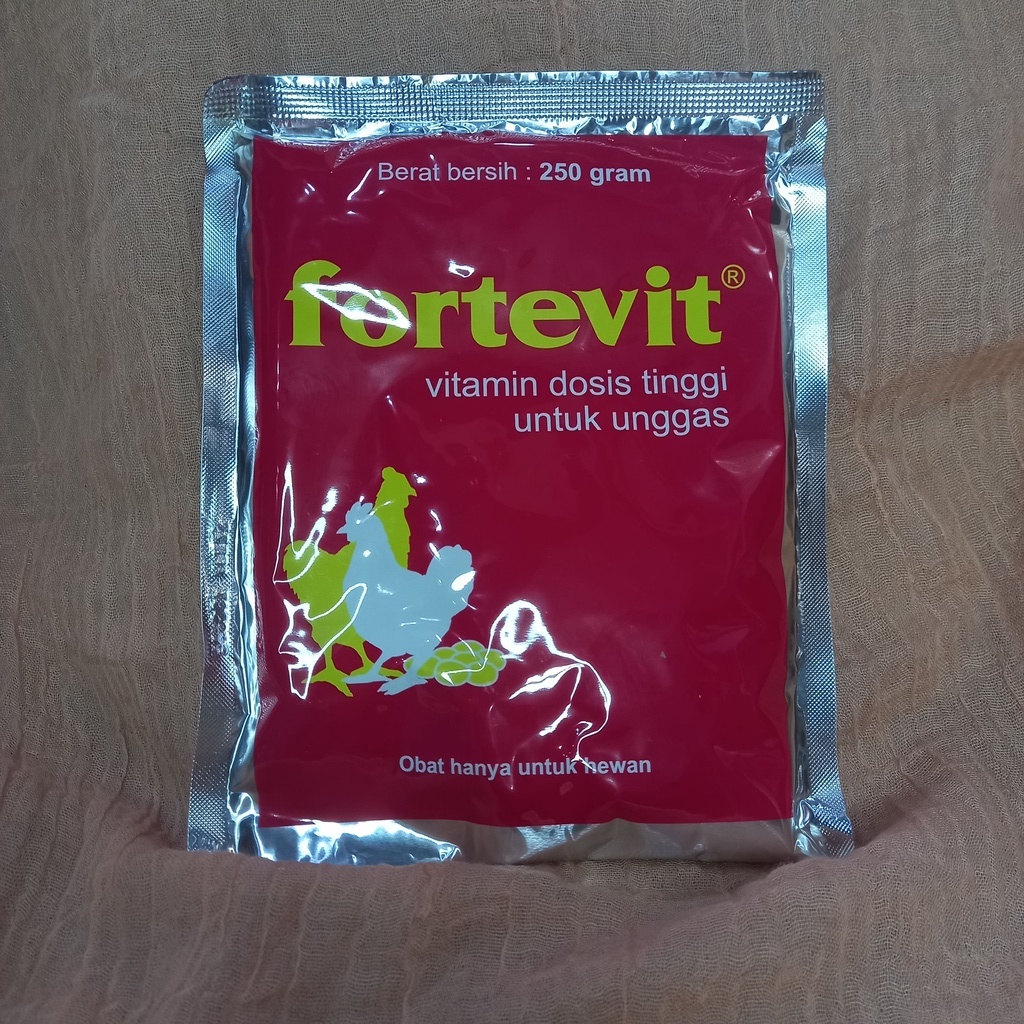 Berat bersih : 250 gram
fortevit®
vitamin dosis tinggi
untuk unggas
Obat hanya untuk hewan